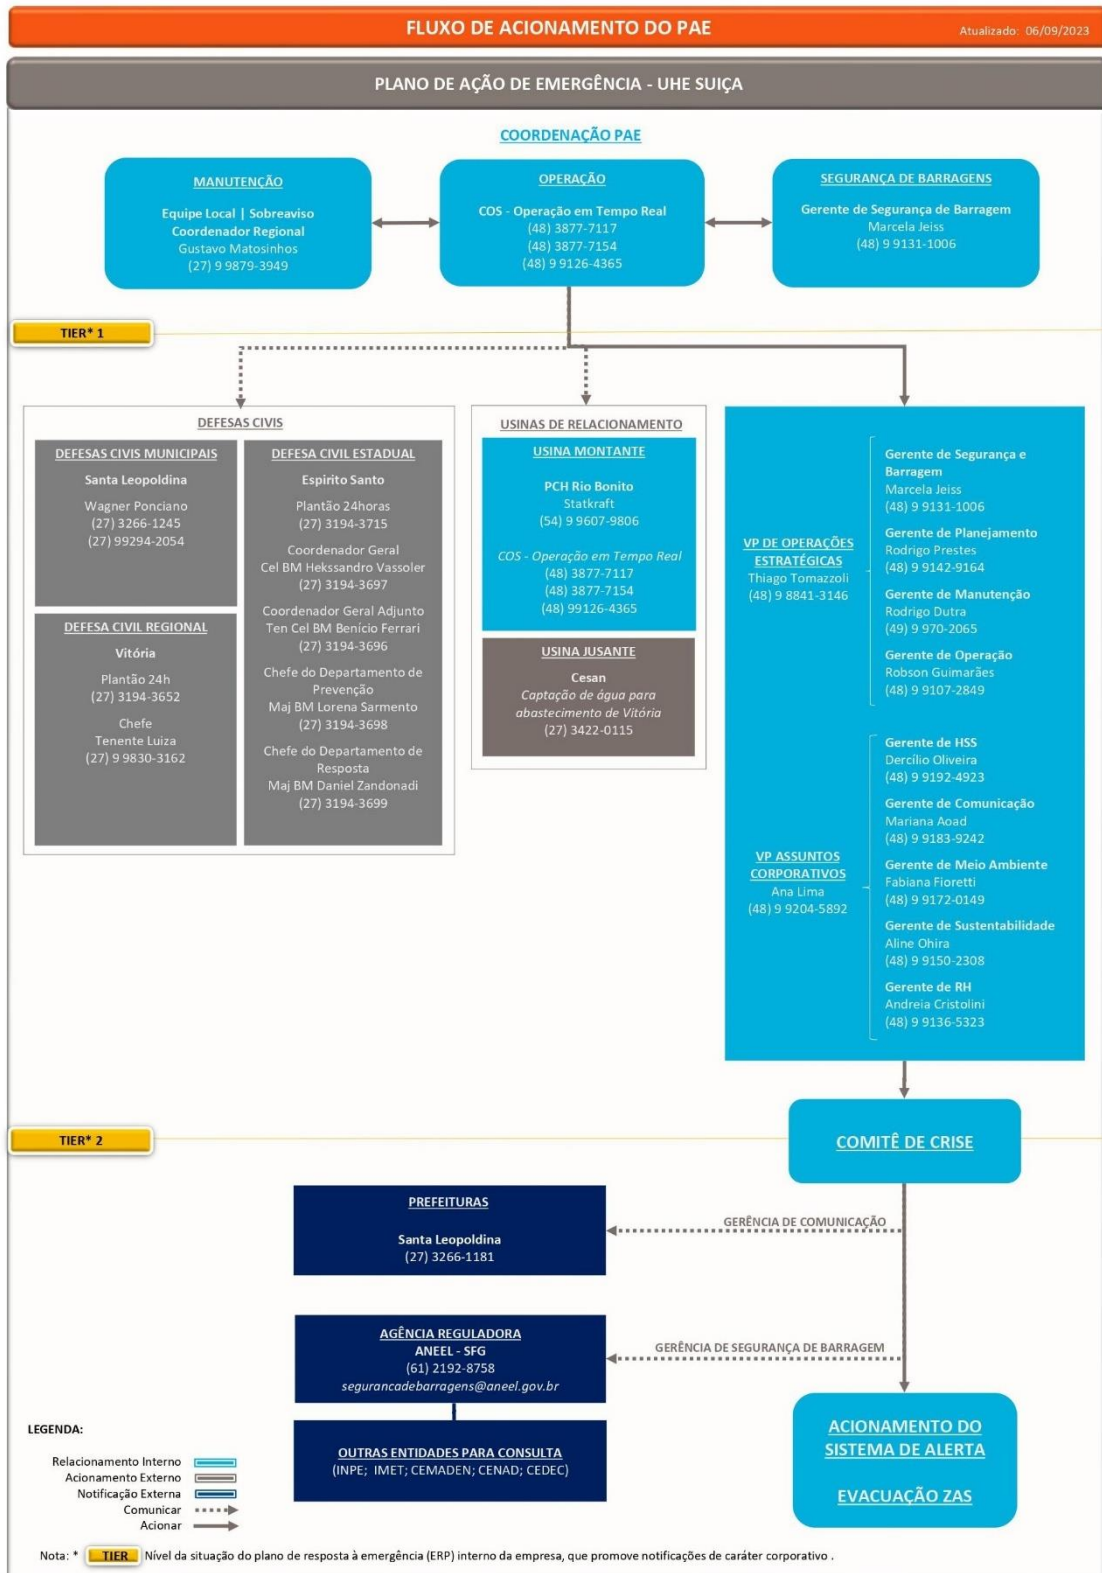 FLUXO DE ACIONAMENTO DO PAE
Atualizado: 06/09/2023
PLANO DE AÇÃO DE EMERGÊNCIA - UHE SUIÇA
COORDENAÇÃO PAE
MANUTENÇÃO
Equipe Local | Sobreaviso
Coordenador Regional
Gustavo Matosinhos
(27) 9 9879-3949
OPERAÇÃO
COS - Operação em Tempo Real
(48) 3877-7117
(48) 3877-7154
(48) 9 9126-4365
SEGURANÇA DE BARRAGENS
Gerente de Segurança de Barragem
Marcela Jeiss
(48) 9 9131-1006
TIER* 1
DEFESAS CIVIS
DEFESAS CIVIS MUNICIPAIS
Santa Leopoldina
Wagner Ponciano
(27) 3266-1245
(27) 99294-2054
DEFESA CIVIL REGIONAL
Vitória
Plantão 24h
(27) 3194-3652
Chefe
Tenente Luiza
(27) 9 9830-3162
DEFESA CIVIL ESTADUAL
Espirito Santo
Plantão 24horas
(27) 3194-3715
Coordenador Geral
Cel BM Hekssandro Vassoler
(27) 3194-3697
Coordenador Geral Adjunto
Ten Cel BM Benício Ferrari
(27) 3194-3696
Chefe do Departamento de
Prevenção
Maj BM Lorena Sarmento
(27) 3194-3698
Chefe do Departamento de
Resposta
Maj BM Daniel Zandonadi
(27) 3194-3699
USINAS DE RELACIONAMENTO
USINA MONTANTE
PCH Rio Bonito
Statkraft
(54) 9 9607-9806
COS - Operação em Tempo Real
(48) 3877-7117
(48) 3877-7154
(48) 99126-4365
USINA JUSANTE
Cesan
Captação de água para
abastecimento de Vitória
(27) 3422-0115
VP DE OPERAÇÕES
ESTRATÉGICAS
Thiago Tomazzoli
(48) 9 8841-3146
Gerente de Segurança e
Barragem
Marcela Jeiss
(48) 9 9131-1006
Gerente de Planejamento
Rodrigo Prestes
(48) 9 9142-9164
Gerente de Manutenção
Rodrigo Dutra
(49) 9 970-2065
Gerente de Operação
Robson Guimarães
(48) 9 9107-2849
VP ASSUNTOS
CORPORATIVOS
Ana Lima
(48) 9 9204-5892
Gerente de HSS
Dercílio Oliveira
(48) 9 9192-4923
Gerente de Comunicação
Mariana Aoad
(48) 9 9183-9242
Gerente de Meio Ambiente
Fabiana Fioretti
(48) 9 9172-0149
Gerente de Sustentabilidade
Aline Ohira
(48) 9 9150-2308
Gerente de RH
Andreia Cristolini
(48) 9 9136-5323
TIER* 2
COMITÊ DE CRISE
PREFEITURAS
Santa Leopoldina
(27) 3266-1181
GERÊNCIA DE COMUNICAÇÃO
AGÊNCIA REGULADORA
ANEEL - SFG
(61) 2192-8758
segurancadebarragens@aneel.gov.br
GERÊNCIA DE SEGURANÇA DE BARRAGEM
OUTRAS ENTIDADES PARA CONSULTA
(INPE; IMET; CEMADEN; CENAD; CEDEC)
ACIONAMENTO DO
SISTEMA DE ALERTA
EVACUAÇÃO ZAS
LEGENDA:
Relacionamento Interno
Acionamento Externo
Notificação Externa
Comunicar
Acionar
Nota: * TIER Nível da situação do plano de resposta à emergência (ERP) interno da empresa, que promove notificações de caráter corporativo .